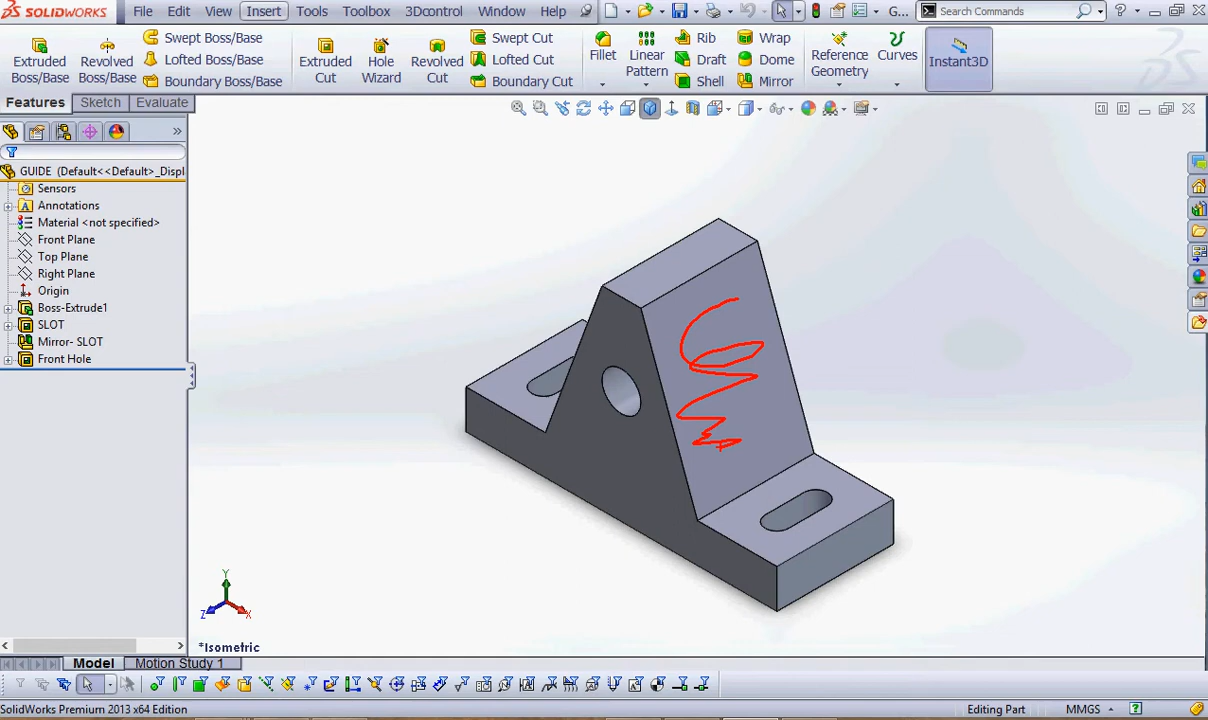 SOLIDWORKS File Edit View Insert Tools Toolbox 3Dcontrol Window Help G... Search Commands
Extruded Boss/Base
Revolved Boss/Base
Swept Boss/Base
Lofted Boss/Base
Boundary Boss/Base
Extruded Cut
Hole Wizard
Revolved Cut
Swept Cut
Lofted Cut
Boundary Cut
Fillet
Linear Pattern
Rib
Draft
Shell
Wrap
Dome
Mirror
Reference Geometry
Curves
Instant3D
Features Sketch Evaluate
GUIDE (Default<<Default>_Displ
Sensors
Annotations
Material <not specified>
Front Plane
Top Plane
Right Plane
Origin
Boss-Extrude1
SLOT
Mirror- SLOT
Front Hole
Y
Z X
*Isometric
Model Motion Study 1
SolidWorks Premium 2013 x64 Edition Editing Part MMGS